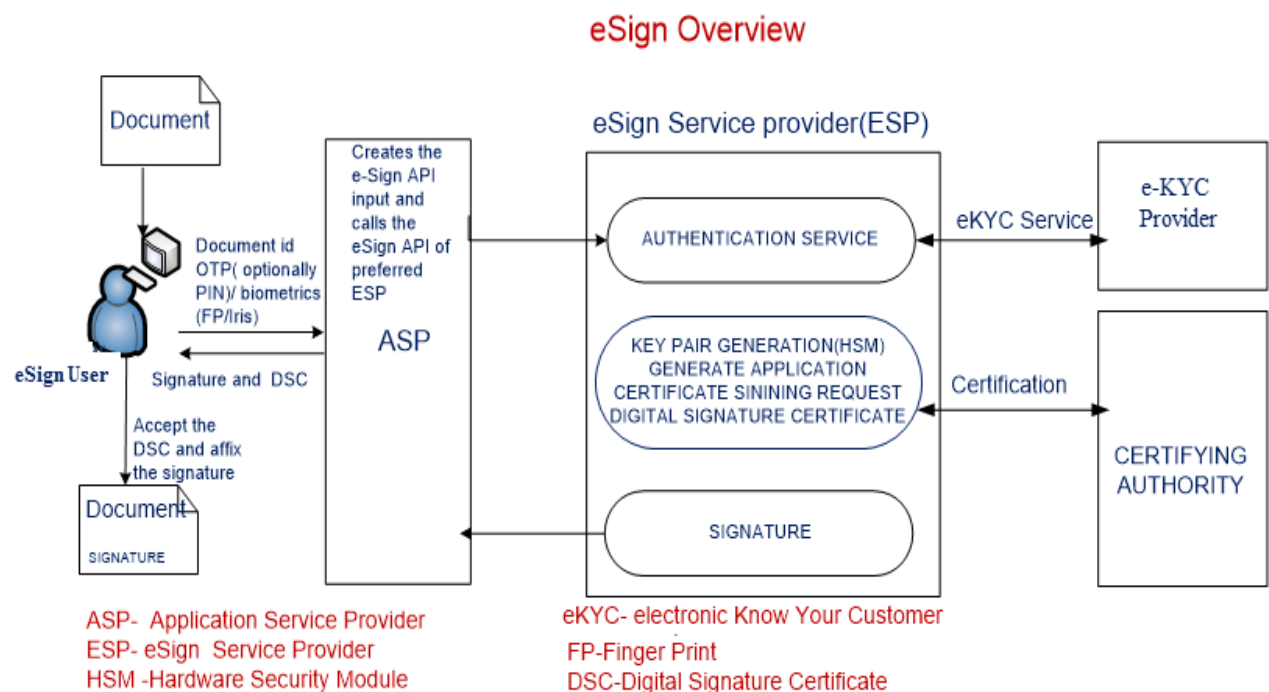 eSign Overview
Document
Document id
OTP( optionally
PIN)/ biometrics
(FP/Iris)
eSign User
Signature and DSC
Accept the
DSC and affix
the signature
Document
SIGNATURE
Creates the
e-Sign API
input and
calls the
eSign API of
preferred
ESP
ASP
eSign Service provider(ESP)
AUTHENTICATION SERVICE
KEY PAIR GENERATION(HSM)
GENERATE APPLICATION
CERTIFICATE SINING REQUEST
DIGITAL SIGNATURE CERTIFICATE
SIGNATURE
eKYC Service
e-KYC
Provider
Certification
CERTIFYING
AUTHORITY
ASP- Application Service Provider
ESP- eSign Service Provider
HSM -Hardware Security Module
eKYC- electronic Know Your Customer
FP-Finger Print
DSC-Digital Signature Certificate